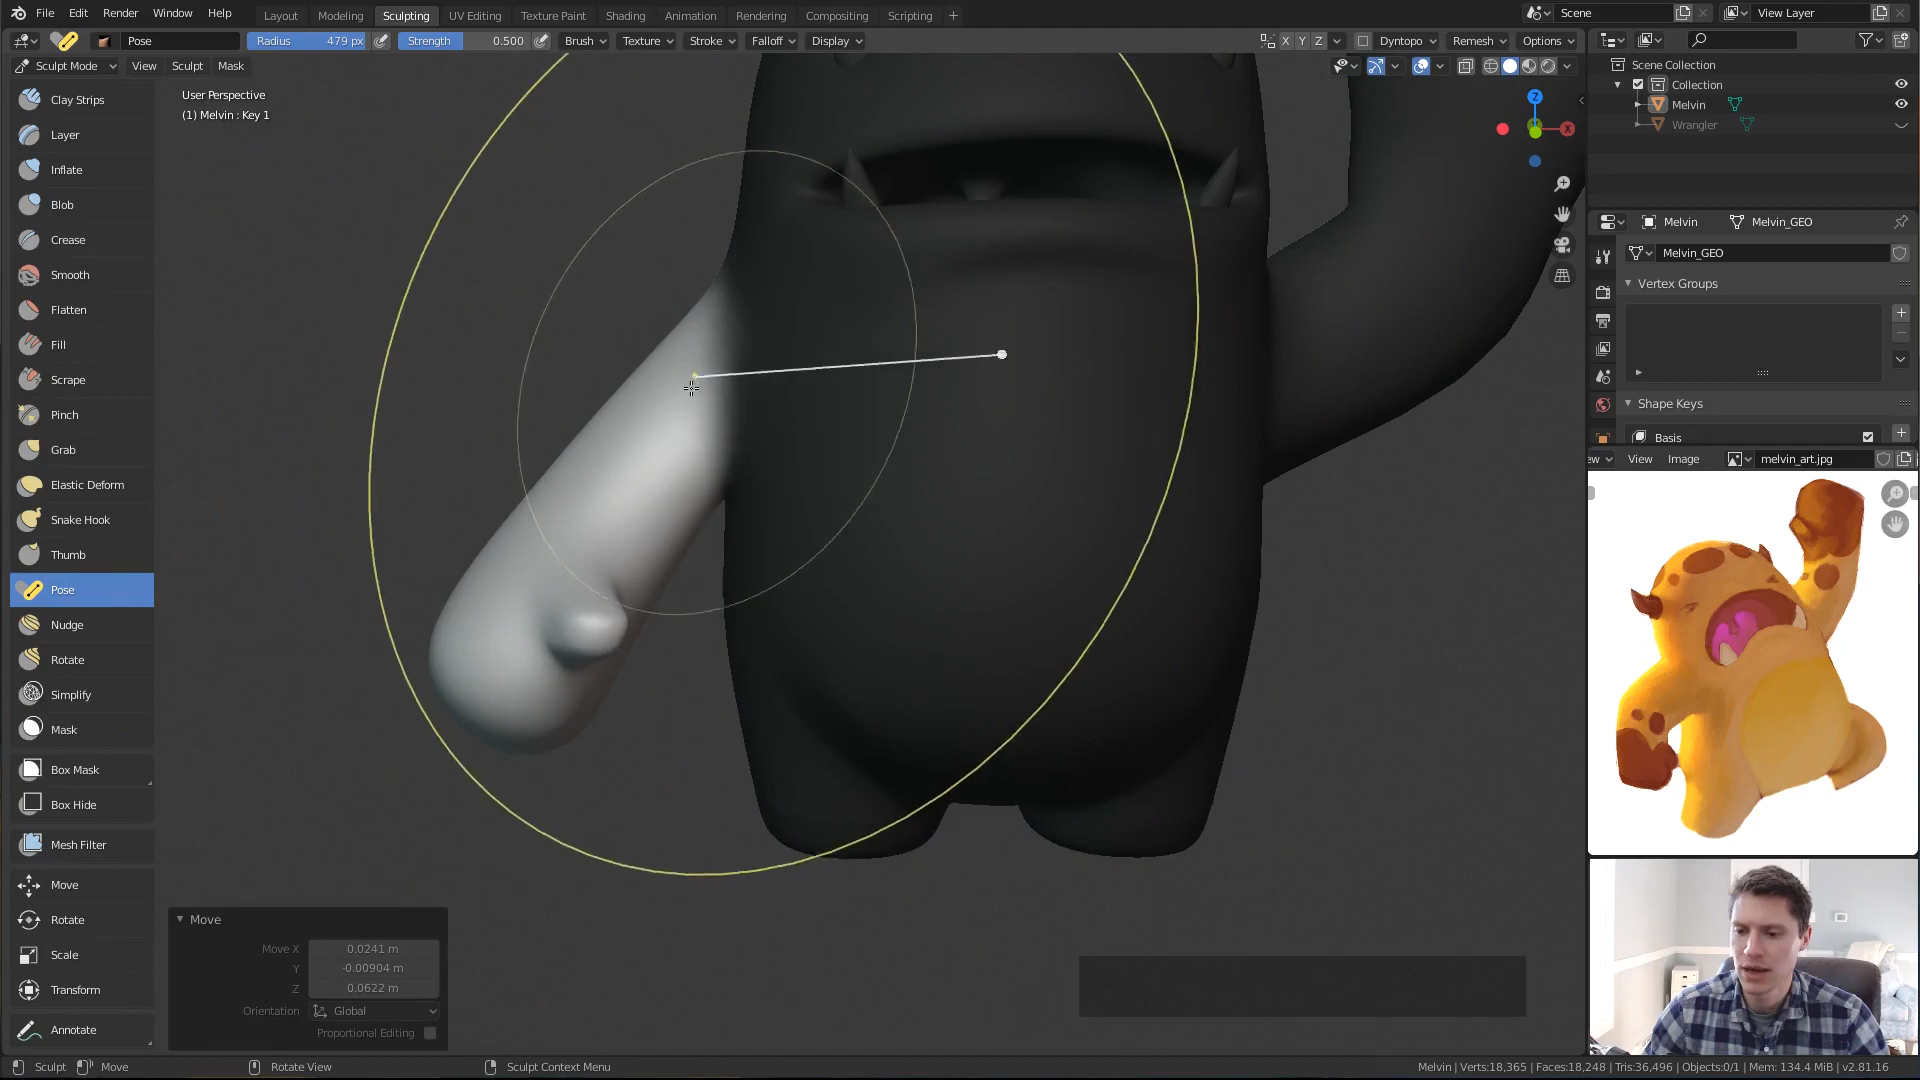 File Edit Render Window Help Layout Modeling Sculpting UV Editing Texture Paint Shading Animation Rendering Compositing Scripting + Scene View Layer
Pose Radius 479 px Strength 0.500 Brush Texture Stroke Falloff Display X Y Z Dyntopo Remesh Options
Sculpt Mode View Sculpt Mask
User Perspective
(1) Melvin : Key 1
Clay Strips
Layer
Inflate
Blob
Crease
Smooth
Flatten
Fill
Scrape
Pinch
Grab
Elastic Deform
Snake Hook
Thumb
Pose
Nudge
Rotate
Simplify
Mask
Box Mask
Box Hide
Mesh Filter
Move
Rotate
Scale
Transform
Annotate
Z
X
Move
Move X 0.0241 m
Y -0.00904 m
Z 0.0622 m
Orientation Global
Proportional Editing
Scene Collection
Collection
Melvin
Wrangler
Melvin Melvin_GEO
Melvin_GEO
Vertex Groups
Shape Keys
Basis
ew View Image melvin_art.jpg
Sculpt Move Rotate View Sculpt Context Menu Melvin | Verts:18,365 | Faces:18,248 | Tris:36,496 | Objects:0/1 | Mem: 134.4 MiB | v2.81.16